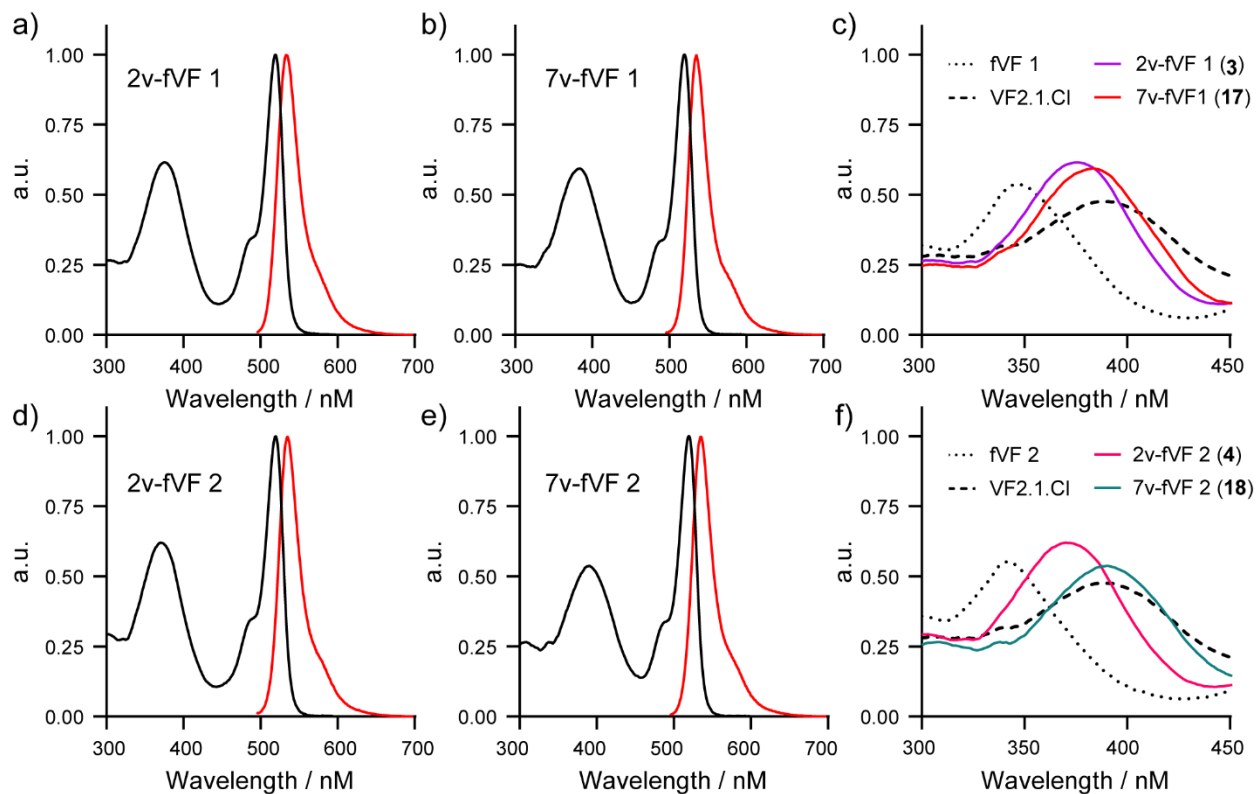 a)
1.00
0.75
0.50
0.25
0.00
a.u.
2v-fVF 1
300 400 500 600 700
Wavelength / nM
b)
1.00
0.75
0.50
0.25
0.00
a.u.
7v-fVF 1
300 400 500 600 700
Wavelength / nM
c)
1.00
0.75
0.50
0.25
0.00
a.u.
fVF 1
VF2.1.Cl
2v-fVF 1 (3)
7v-fVF1 (17)
300 350 400 450
Wavelength / nM
d)
1.00
0.75
0.50
0.25
0.00
a.u.
2v-fVF 2
300 400 500 600 700
Wavelength / nM
e)
1.00
0.75
0.50
0.25
0.00
a.u.
7v-fVF 2
300 400 500 600 700
Wavelength / nM
f)
1.00
0.75
0.50
0.25
0.00
a.u.
fVF 2
VF2.1.Cl
2v-fVF 2 (4)
7v-fVF 2 (18)
300 350 400 450
Wavelength / nM